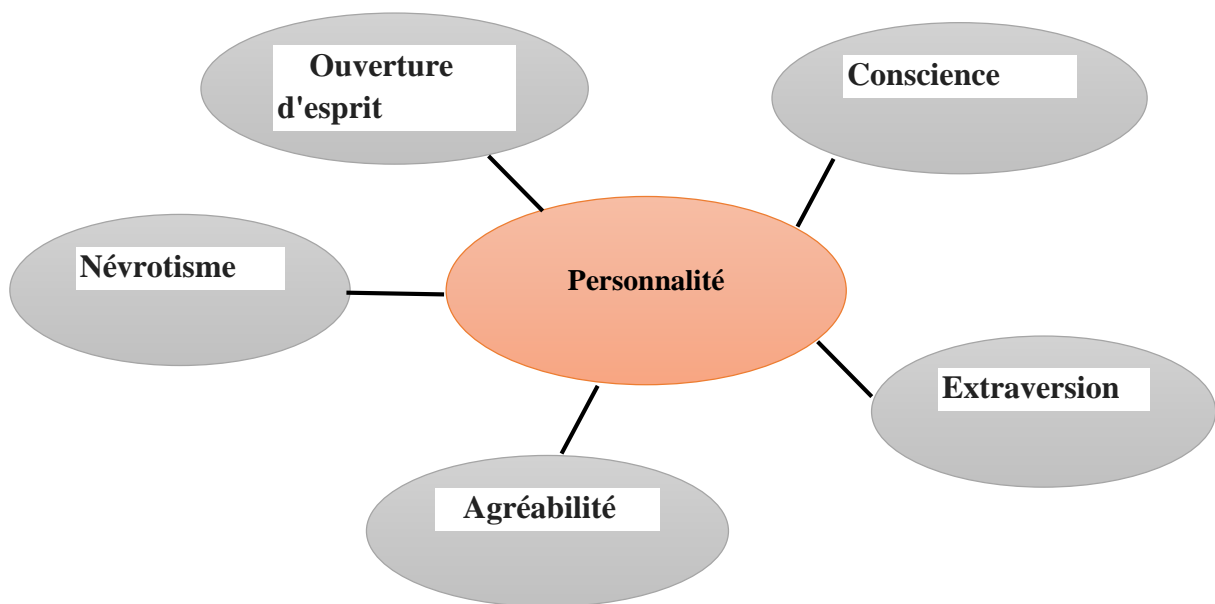 Ouverture
d'esprit
Conscience
Névrotisme
Personnalité
Extraversion
Agréabilité